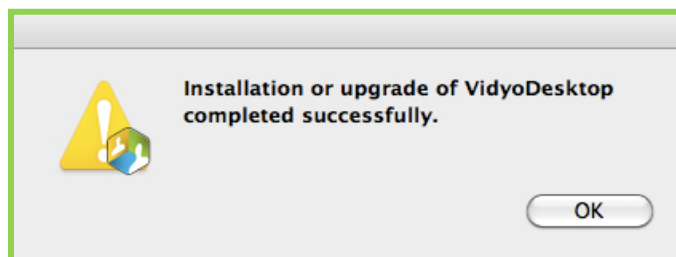 Installation or upgrade of VidyoDesktop
completed successfully.
OK